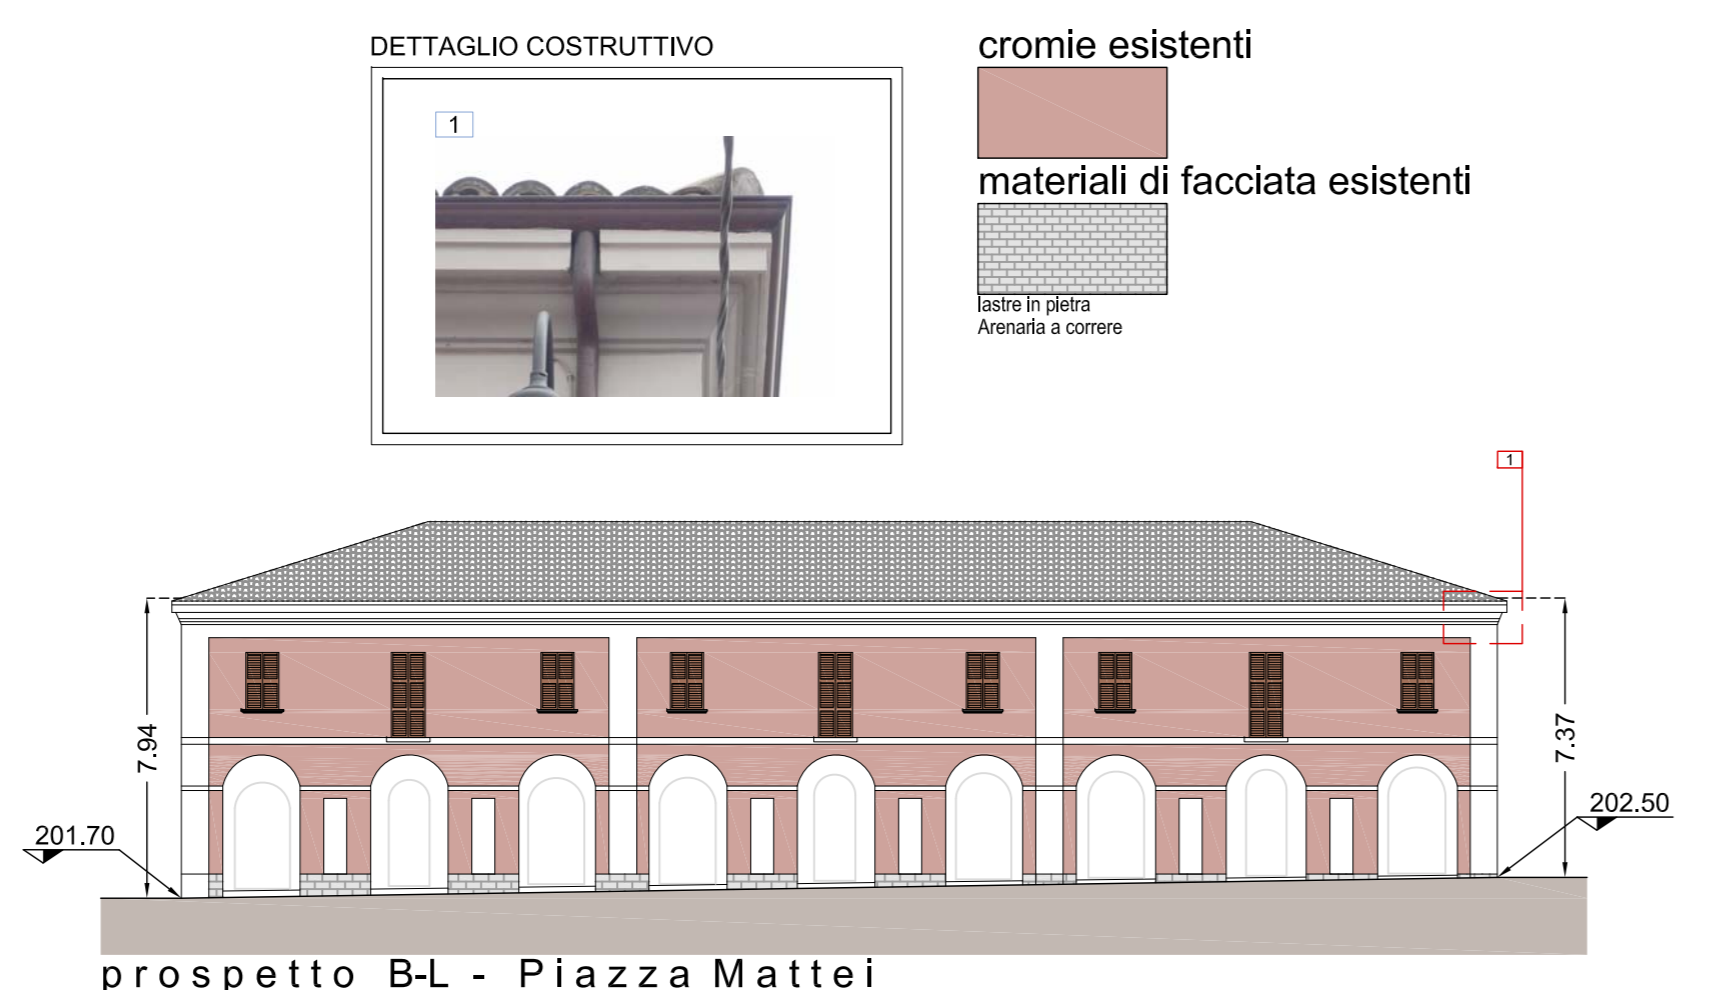 DETTAGLIO COSTRUTTIVO
1
cromie esistenti
materiali di facciata esistenti
lastre in pietra
Arenaria a correre
1
7.94
7.37
201.70
202.50
prospetto B-L - Piazza Mattei